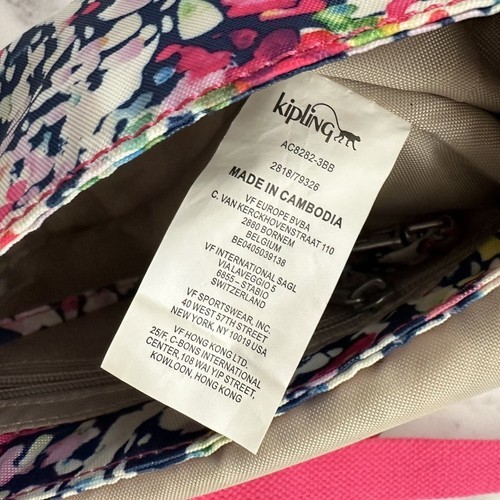 kipling
AC8282-3BB
2818/79326
MADE IN CAMBODIA
VF EUROPE BVBA
C. VAN KERCKHOVENSTRAAT 110
2880 BORNEM
BELGIUM
BE0405039138
VF INTERNATIONAL SAGL
VIA LAVEGGIO 5
6855-STABIO
SWITZERLAND
VF SPORTSWEAR, INC.
40 WEST 57TH STREET
NEW YORK, NY 10019 USA
VF HONG KONG LTD.
25/F, C-BONS INTERNATIONAL
CENTER, 108 WAI YIP STREET,
KOWLOON, HONG KONG